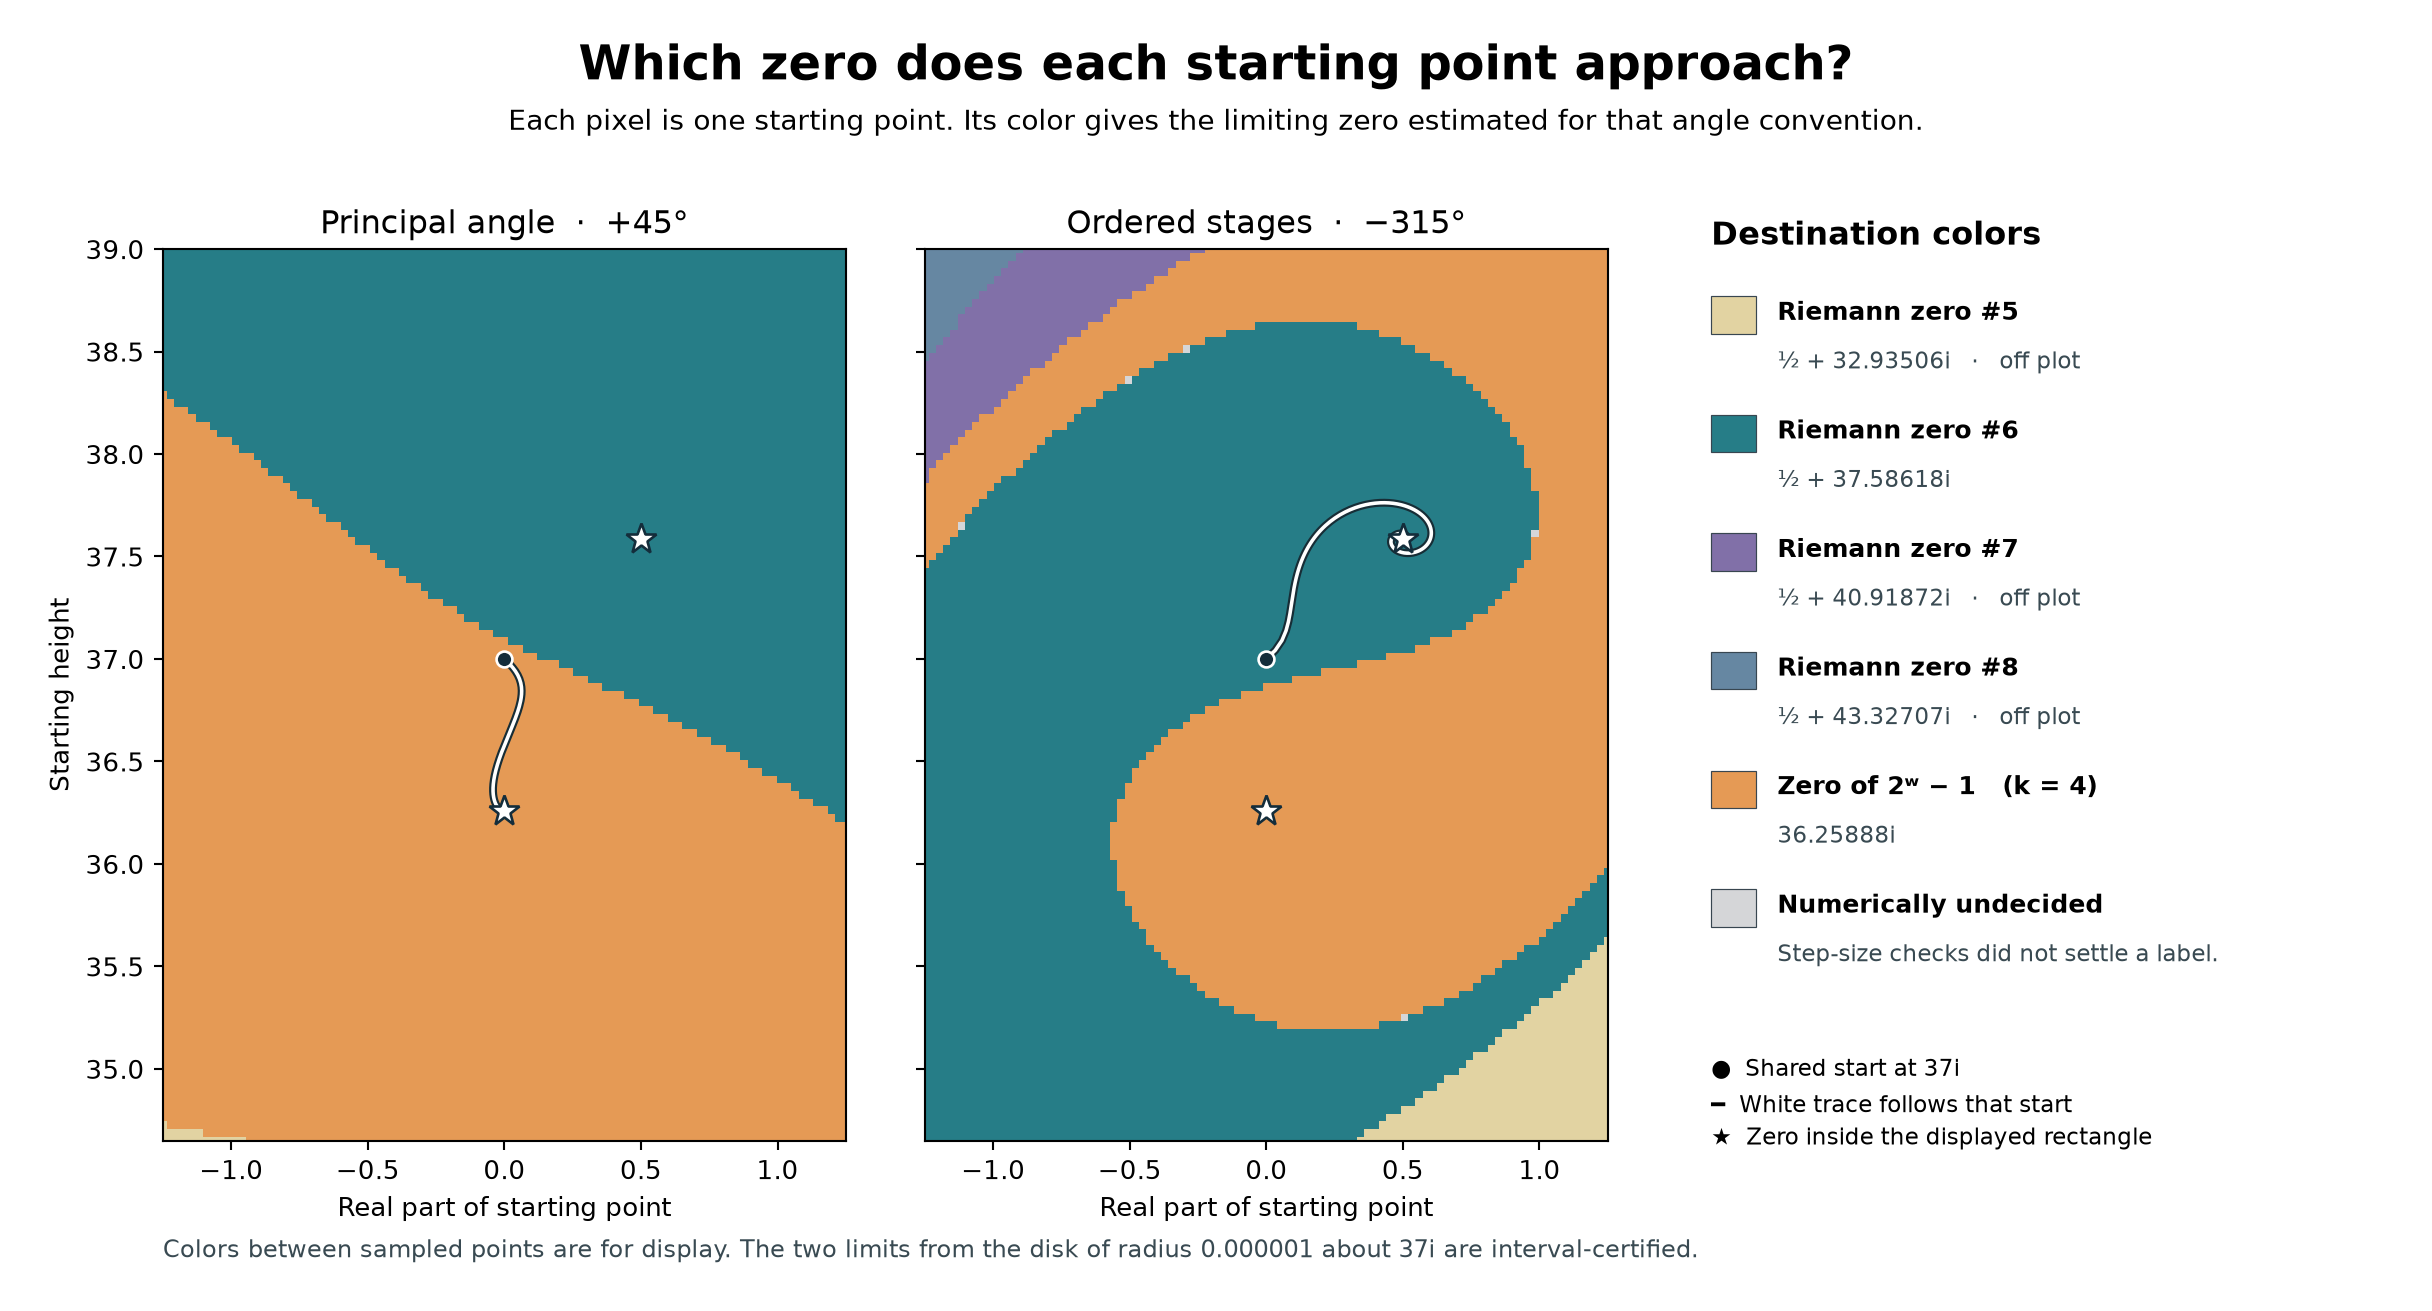 Which zero does each starting point approach?
Each pixel is one starting point. Its color gives the limiting zero estimated for that angle convention.
Principal angle · +45°
Ordered stages · −315°
Starting height
39.0
38.5
38.0
37.5
37.0
36.5
36.0
35.5
35.0
−1.0 −0.5 0.0 0.5 1.0
−1.0 −0.5 0.0 0.5 1.0
Real part of starting point
Real part of starting point
Destination colors
Riemann zero #5
½ + 32.93506i · off plot
Riemann zero #6
½ + 37.58618i
Riemann zero #7
½ + 40.91872i · off plot
Riemann zero #8
½ + 43.32707i · off plot
Zero of 2ʷ − 1 (k = 4)
36.25888i
Numerically undecided
Step-size checks did not settle a label.
● Shared start at 37i
– White trace follows that start
★ Zero inside the displayed rectangle
Colors between sampled points are for display. The two limits from the disk of radius 0.000001 about 37i are interval-certified.